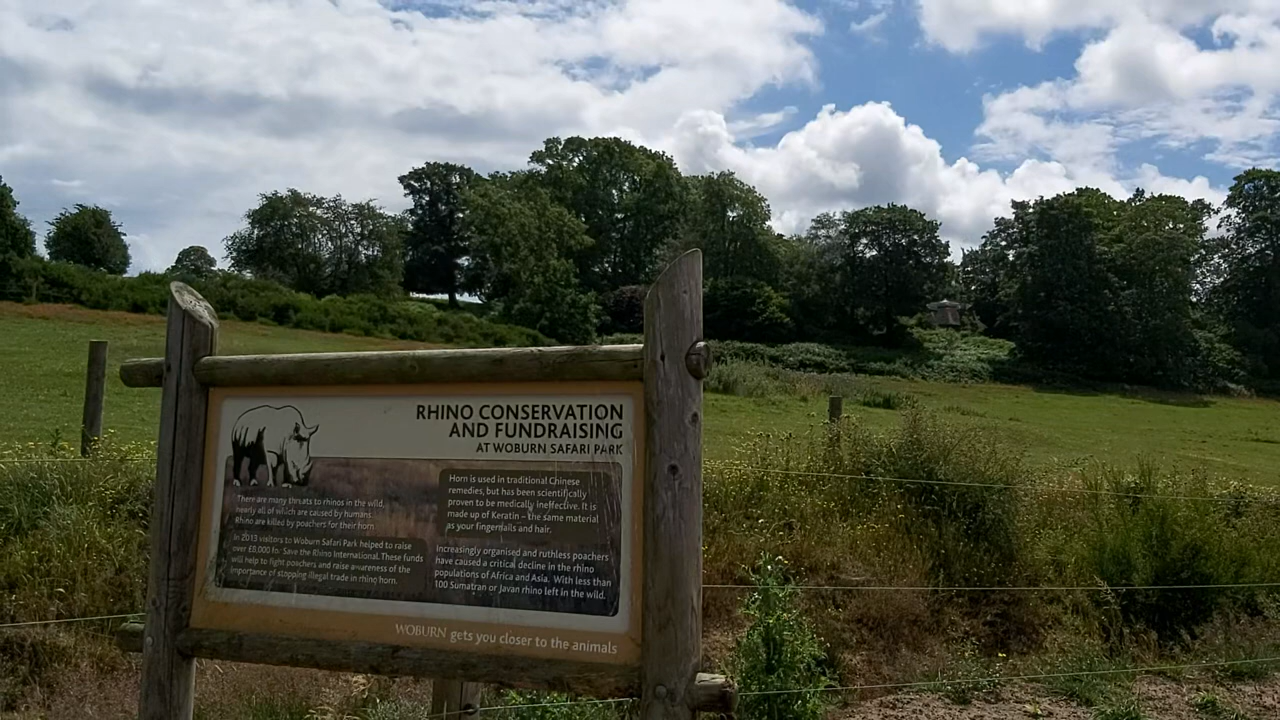 RHINO CONSERVATION
AND FUNDRAISING
AT WOBURN SAFARI PARK
There are many threats to rhinos in the wild,
nearly all of which are caused by humans.
Rhino are killed by poachers for their horn.
In 2013 visitors to Woburn Safari Park helped to raise
over £8,000 for Save the Rhino International. These funds
will help to fight poachers and raise awareness of the
importance of stopping illegal trade in rhino horn.
Horn is used in traditional Chinese
remedies, but has been scientifically
proven to be medically ineffective. It is
made up of Keratin – the same material
as your fingernails and hair.
Increasingly organised and ruthless poachers
have caused a critical decline in the rhino
populations of Africa and Asia. With less than
100 Sumatran or Javan rhino left in the wild.
WOBURN gets you closer to the animals